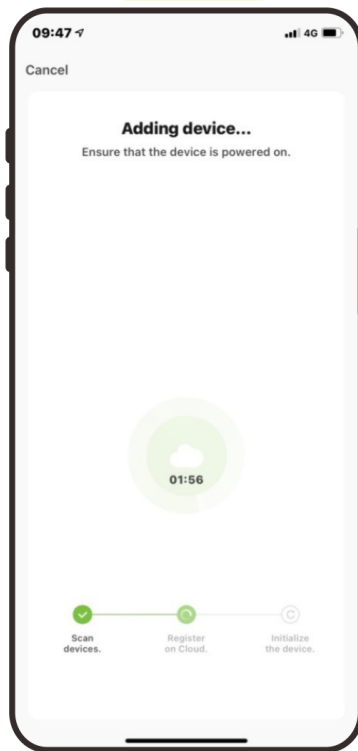 09:47
4G
Cancel
Adding device...
Ensure that the device is powered on.
01:56
Scan
devices.
Register
on Cloud.
Initialize
the device.